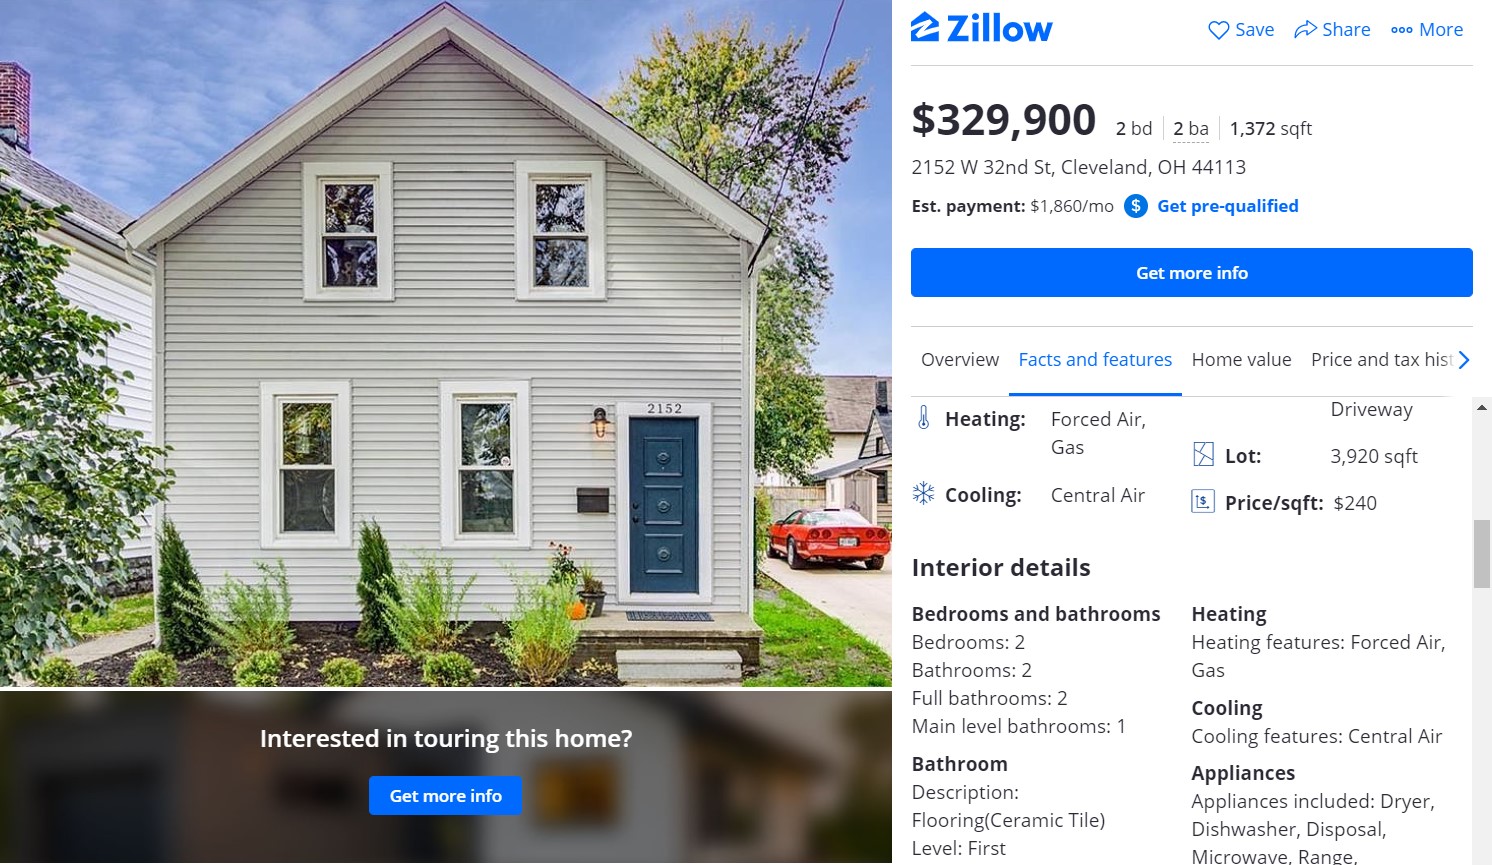 2152
Interested in touring this home?
Get more info
Zillow
Save
Share
More
$329,900
2 bd
2 ba
1,372 sqft
2152 W 32nd St, Cleveland, OH 44113
Est. payment: $1,860/mo
$
Get pre-qualified
Get more info
Overview
Facts and features
Home value
Price and tax hist
Heating:
Forced Air,
Gas
Cooling:
Central Air
Driveway
Lot:
3,920 sqft
$
Price/sqft:
$240
Interior details
Bedrooms and bathrooms
Bedrooms: 2
Bathrooms: 2
Full bathrooms: 2
Main level bathrooms: 1
Bathroom
Description:
Flooring(Ceramic Tile)
Level: First
Heating
Heating features: Forced Air,
Gas
Cooling
Cooling features: Central Air
Appliances
Appliances included: Dryer,
Dishwasher, Disposal,
Microwave, Range,